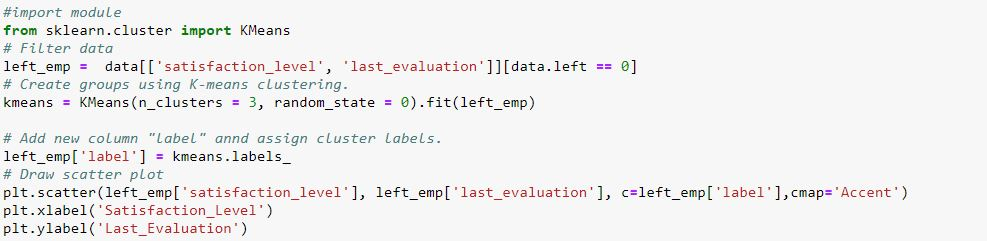 #import module
from sklearn.cluster import KMeans
# Filter data
left_emp =  data[['satisfaction_level', 'last_evaluation']][data.left == 0]
# Create groups using K-means clustering.
kmeans = KMeans(n_clusters = 3, random_state = 0).fit(left_emp)
# Add new column "label" annd assign cluster labels.
left_emp['label'] = kmeans.labels_
# Draw scatter plot
plt.scatter(left_emp['satisfaction_level'], left_emp['last_evaluation'], c=left_emp['label'],cmap='Accent')
plt.xlabel('Satisfaction_Level')
plt.ylabel('Last_Evaluation')